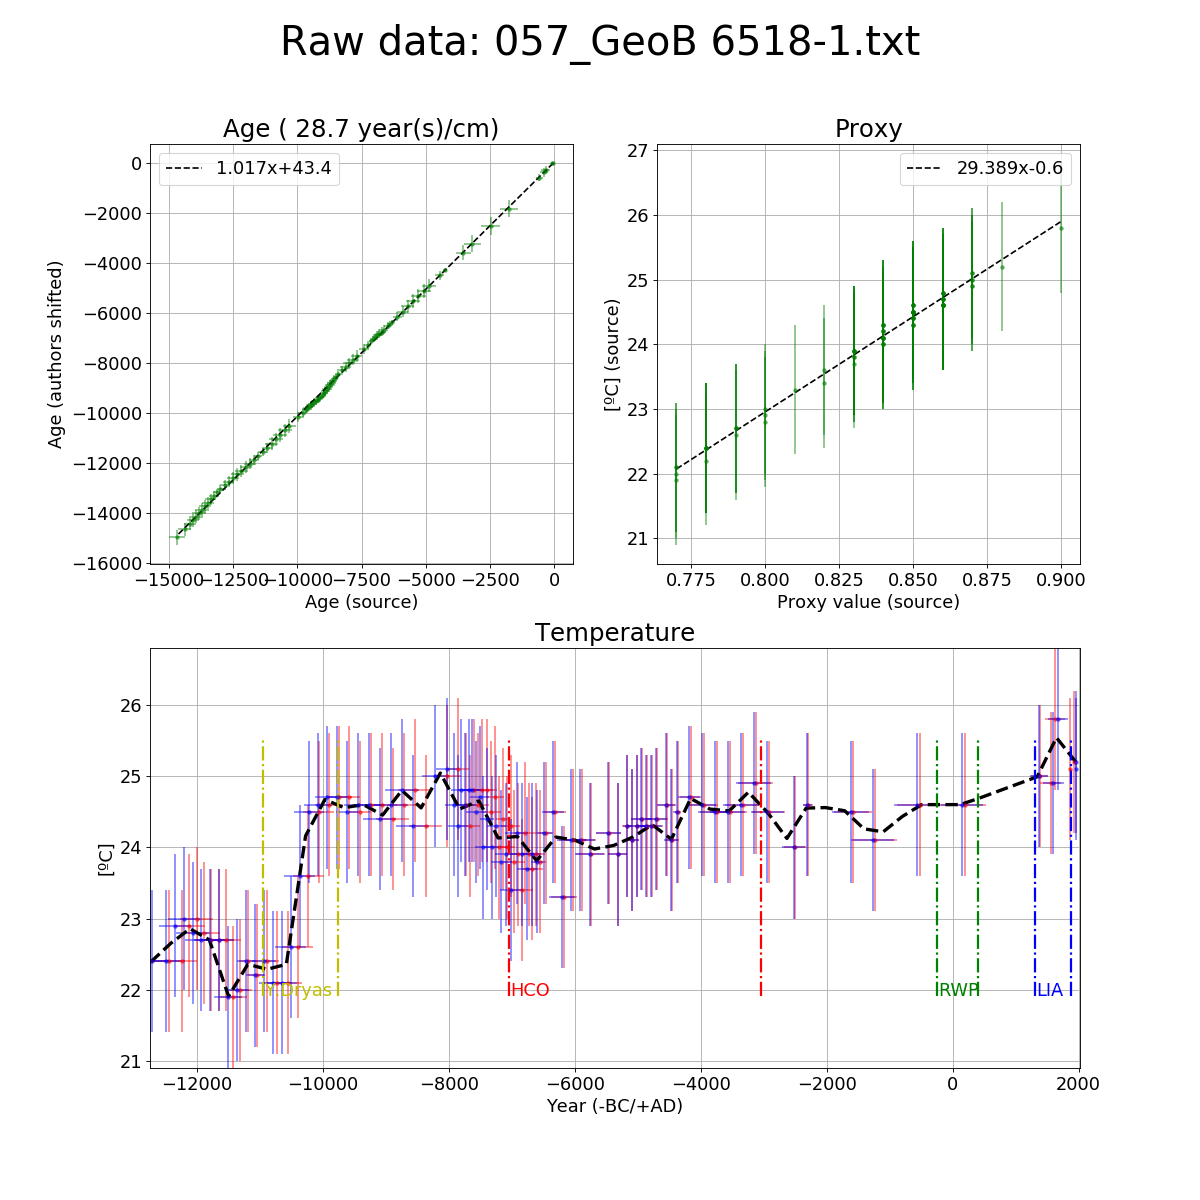 Raw data: 057_GeoB 6518-1.txt
Age ( 28.7 year(s)/cm)
1.017x+43.4
0
−2000
−4000
−6000
−8000
−10000
−12000
−14000
−16000
Age (authors shifted)
−15000 −12500 −10000 −7500 −5000 −2500 0
Age (source)
Proxy
29.389x-0.6
27
26
25
24
23
22
21
[ºC] (source)
0.775 0.800 0.825 0.850 0.875 0.900
Proxy value (source)
Temperature
26
25
24
23
22
21
[ºC]
Y.Dryas HCO RWP LIA
−12000 −10000 −8000 −6000 −4000 −2000 0 2000
Year (-BC/+AD)